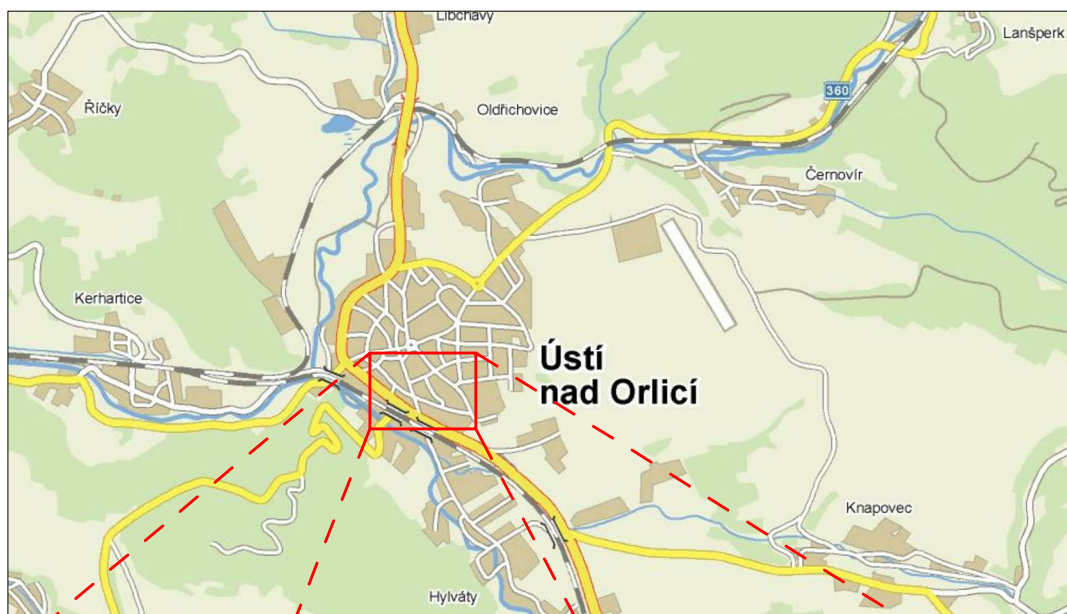 Libchavy
Lanšperk
360
Říčky
Oldřichovice
Černovír
Kerhartice
Ústí
nad Orlicí
Knapovec
Hylváty